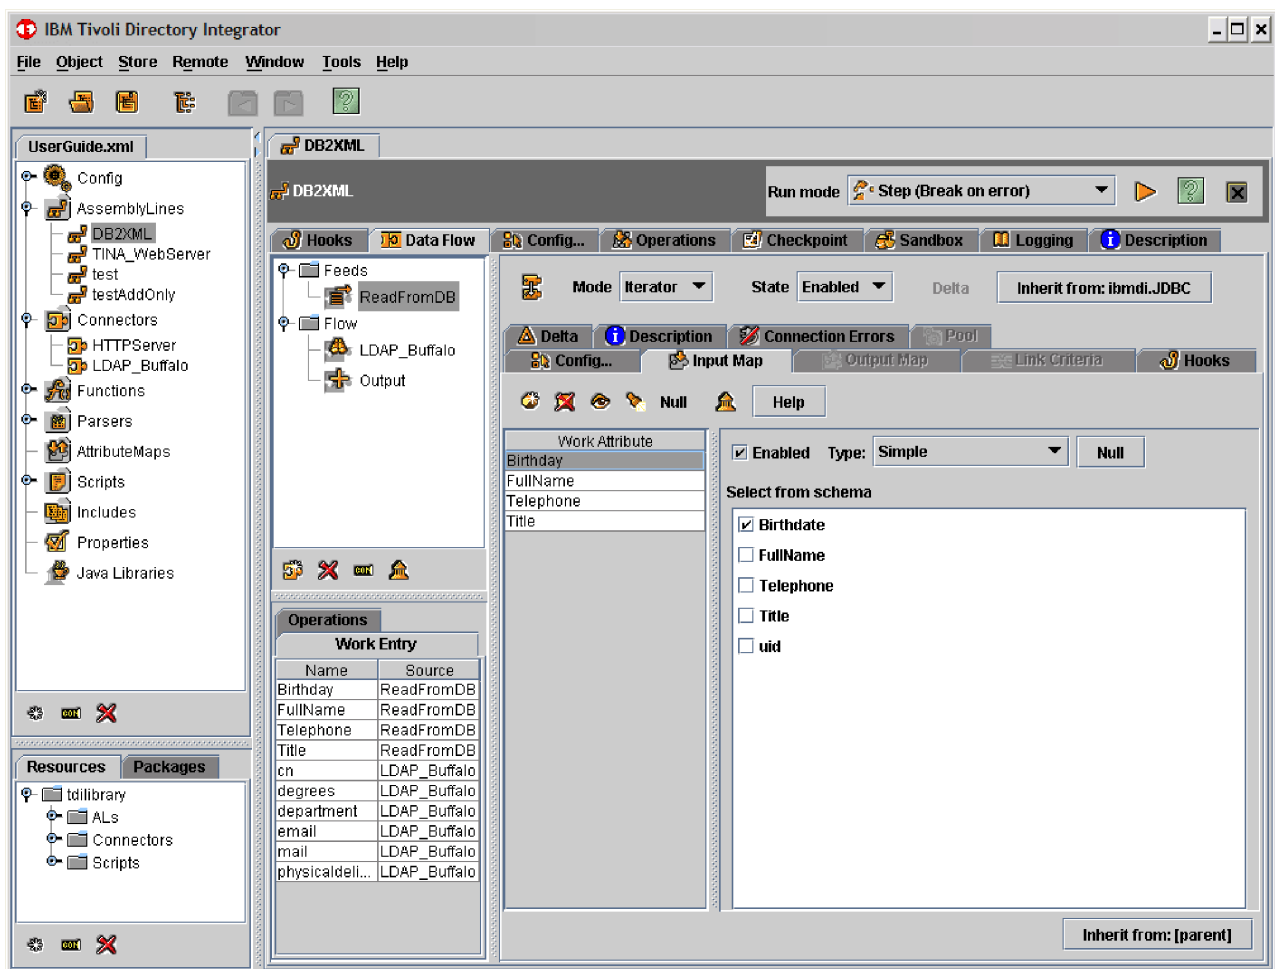 IBM Tivoli Directory Integrator
File Object Store Remote Window Tools Help
UserGuide.xml
Config
AssemblyLines
DB2XML
TINA_WebServer
test
testAddOnly
Connectors
HTTPServer
LDAP_Buffalo
Functions
Parsers
AttributeMaps
Scripts
Includes
Properties
Java Libraries
Resources Packages
tdilibrary
ALs
Connectors
Scripts
DB2XML
DB2XML
Run mode Step (Break on error)
Hooks Data Flow Config... Operations Checkpoint Sandbox Logging Description
Feeds
ReadFromDB
Flow
LDAP_Buffalo
Output
Operations
Work Entry
Name Source
Birthday ReadFromDB
FullName ReadFromDB
Telephone ReadFromDB
Title ReadFromDB
cn LDAP_Buffalo
degrees LDAP_Buffalo
department LDAP_Buffalo
email LDAP_Buffalo
mail LDAP_Buffalo
physicaldeli... LDAP_Buffalo
Mode Iterator State Enabled Delta Inherit from: ibmdi.JDBC
Delta Description Connection Errors Pool
Config... Input Map Output Map Link Criteria Hooks
Null Help
Work Attribute
Birthday
FullName
Telephone
Title
Enabled Type: Simple Null
Select from schema
Birthdate
FullName
Telephone
Title
uid
Inherit from: [parent]